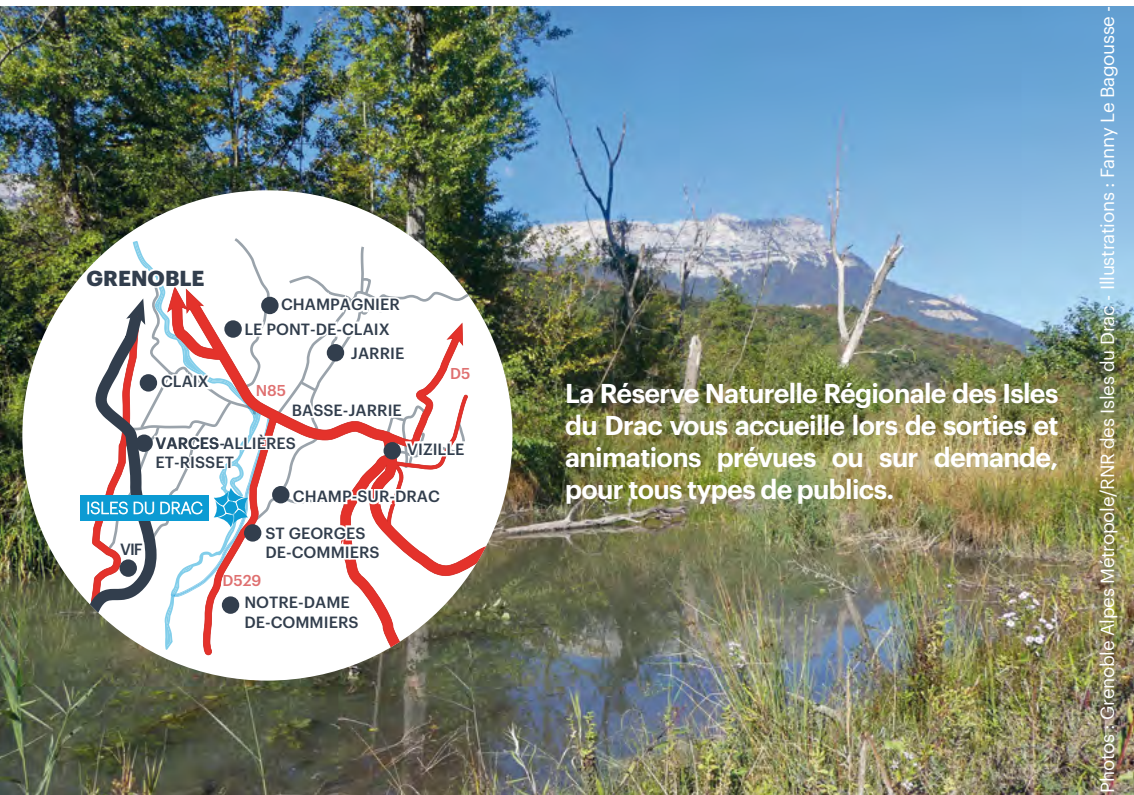 GRENOBLE
CHAMPAGNIER
LE PONT-DE-CLAIX
JARRIE
CLAIX
D5
N85
BASSE-JARRIE
VARCES-ALLIÈRES
ET-RISSET
VIZILLE
CHAMP-SUR-DRAC
ISLES DU DRAC
ST GEORGES
DE-COMMIERS
VIF
D529
NOTRE-DAME
DE-COMMIERS
La Réserve Naturelle Régionale des Isles
du Drac vous accueille lors de sorties et
animations prévues ou sur demande,
pour tous types de publics.
Photos : Grenoble Alpes Métropole/RNR des Isles du Drac - Illustrations : Fanny Le Bagousse -